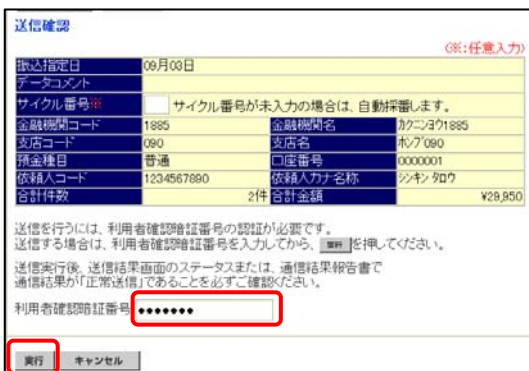 送信確認
(※:任意入力)
振込指定日 09月03日
データコメント
サイクル番号※ サイクル番号が未入力の場合は、自動採番します。
金融機関コード 1885 金融機関名 カクニンヨウ1885
支店コード 090 支店名 ホンブ090
預金種目 普通 口座番号 0000001
依頼人コード 1234567890 依頼人カナ名称 シンキン タロウ
合計件数 2件 合計金額 ¥29,950
送信を行うには、利用者確認暗証番号の認証が必要です。
送信する場合は、利用者確認暗証番号を入力してから、 実行 を押してください。
送信実行後、送信結果画面のステータスまたは、通信結果報告書で
通信結果が「正常送信」であることを必ずご確認ください。
利用者確認暗証番号 ●●●●●●●
実行 キャンセル